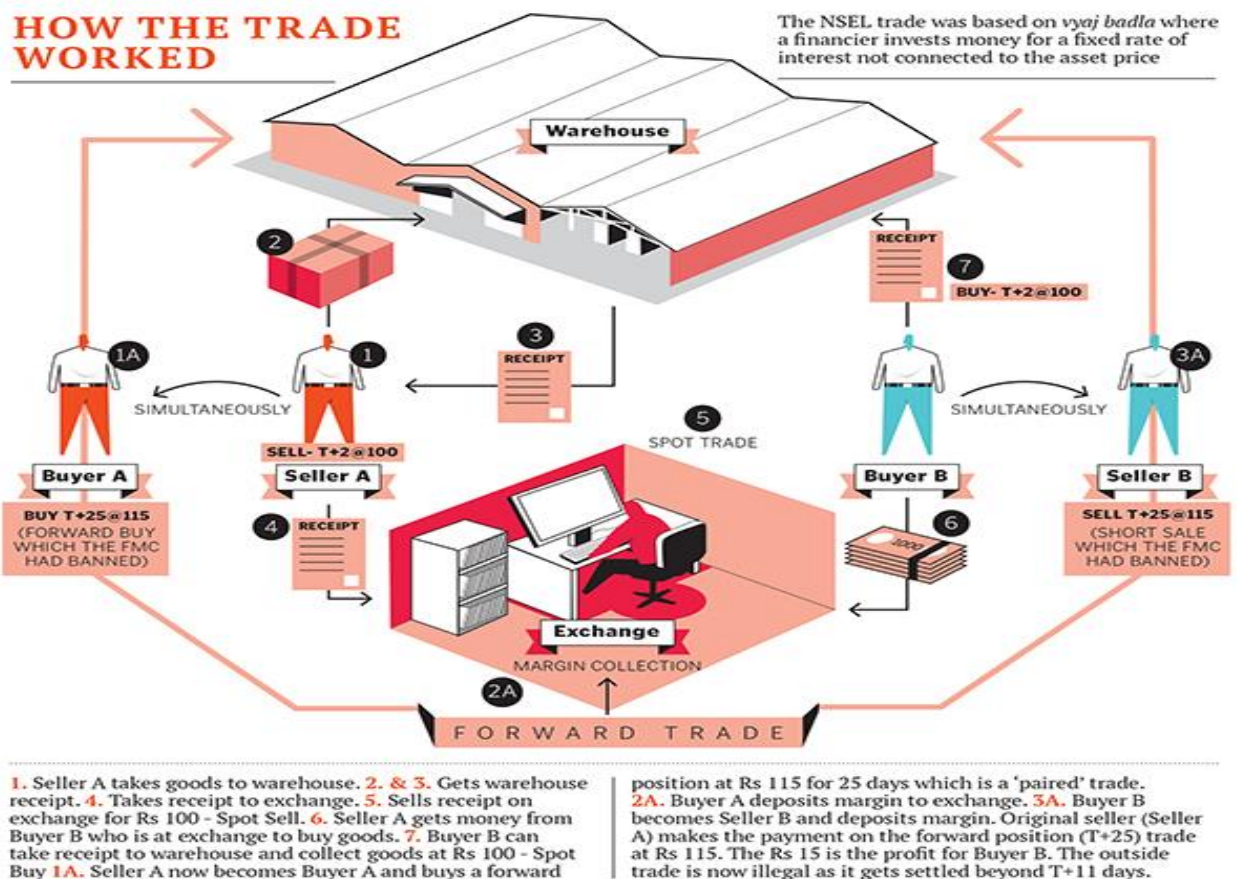 HOW THE TRADE
WORKED
The NSEL trade was based on vyaj badla where
a financier invests money for a fixed rate of
interest not connected to the asset price
Warehouse
2
RECEIPT
7
BUY- T+2@100
3
RECEIPT
1A
1
3A
SIMULTANEOUSLY
SIMULTANEOUSLY
5
SPOT TRADE
SELL- T+2@100
Buyer A
Seller A
Buyer B
Seller B
BUY T+25@115
(FORWARD BUY
WHICH THE FMC
HAD BANNED)
4
RECEIPT
6
1000
SELL T+25@115
(SHORT SALE
WHICH THE FMC
HAD BANNED)
Exchange
MARGIN COLLECTION
2A
FORWARD TRADE
1. Seller A takes goods to warehouse. 2. & 3. Gets warehouse
receipt. 4. Takes receipt to exchange. 5. Sells receipt on
exchange for Rs 100 - Spot Sell. 6. Seller A gets money from
Buyer B who is at exchange to buy goods. 7. Buyer B can
take receipt to warehouse and collect goods at Rs 100 - Spot
Buy 1A. Seller A now becomes Buyer A and buys a forward
position at Rs 115 for 25 days which is a ‘paired’ trade.
2A. Buyer A deposits margin to exchange. 3A. Buyer B
becomes Seller B and deposits margin. Original seller (Seller
A) makes the payment on the forward position (T+25) trade
at Rs 115. The Rs 15 is the profit for Buyer B. The outside
trade is now illegal as it gets settled beyond T+11 days.